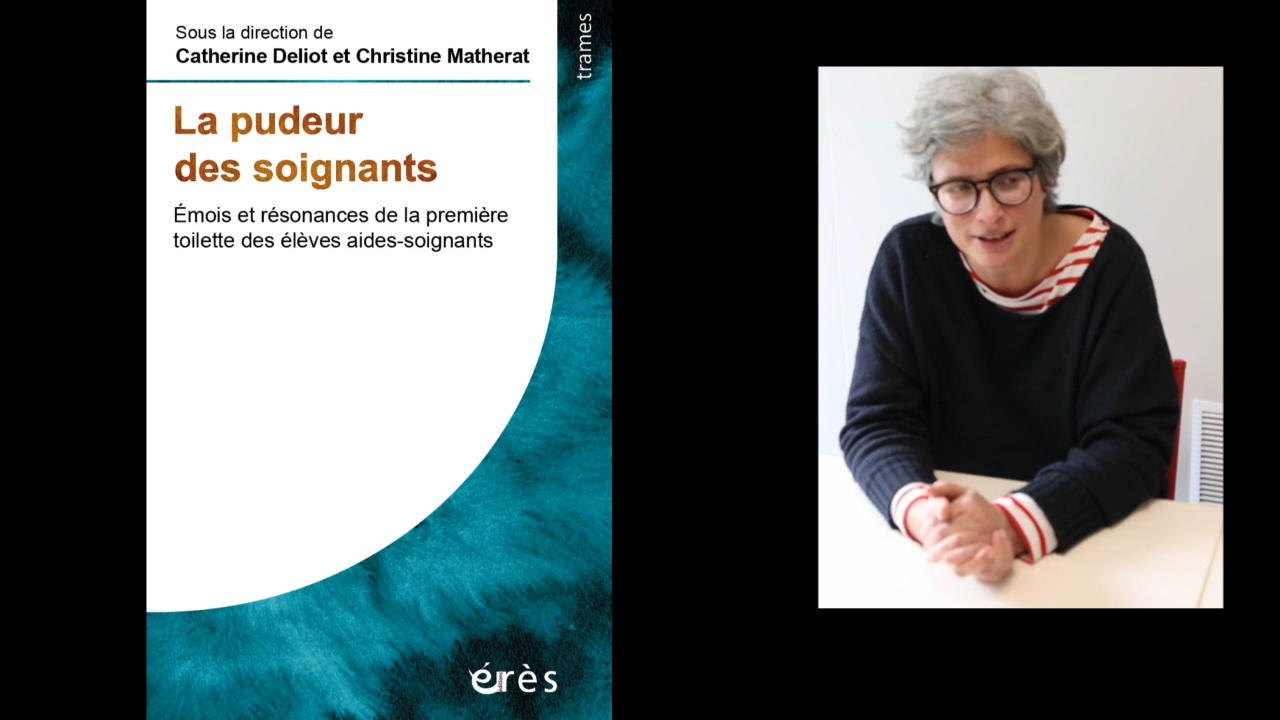 Sous la direction de
Catherine Deliot et Christine Matherat
trames
La pudeur
des soignants
Émois et résonances de la première
toilette des élèves aides-soignants
érès